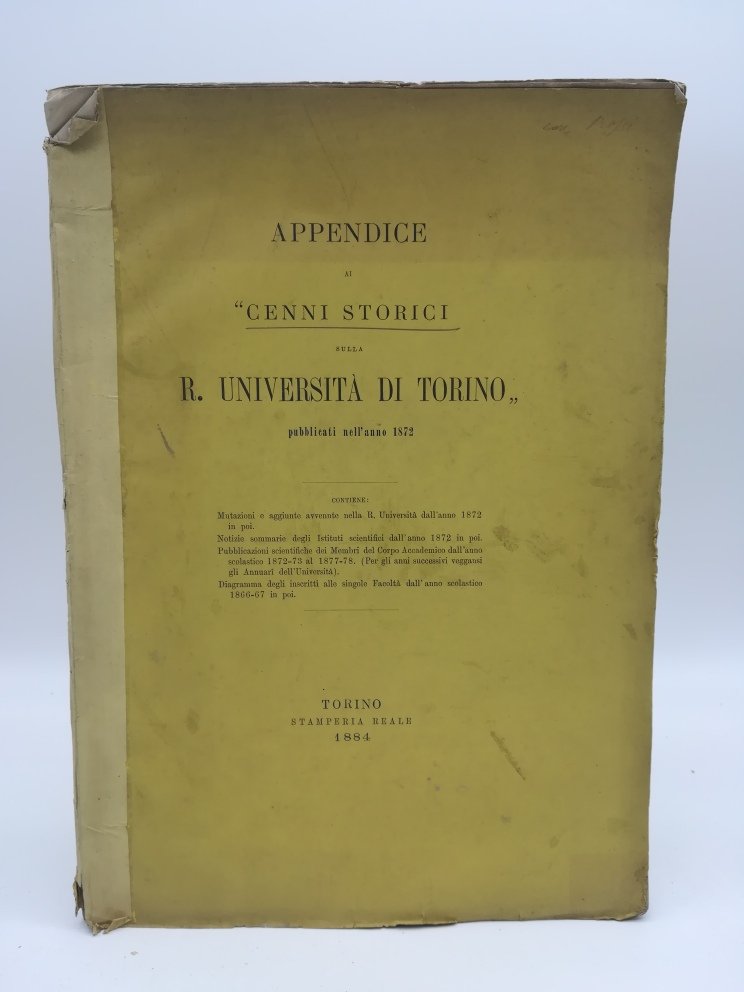 APPENDICE
AI
“CENNI STORICI
SULLA
R. UNIVERSITÀ DI TORINO„
pubblicati nell'anno 1872
CONTIENE:
Mutazioni e aggiunte avvenute nella R. Università dall'anno 1872
in poi.
Notizie sommarie degli Istituti scientifici dall'anno 1872 in poi.
Pubblicazioni scientifiche dei Membri del Corpo Accademico dall'anno
scolastico 1872-73 al 1877-78. (Per gli anni successivi veggansi
gli Annuari dell'Università).
Diagramma degli inscritti alle singole Facoltà dall'anno scolastico
1866-67 in poi.
TORINO
STAMPERIA REALE
1884